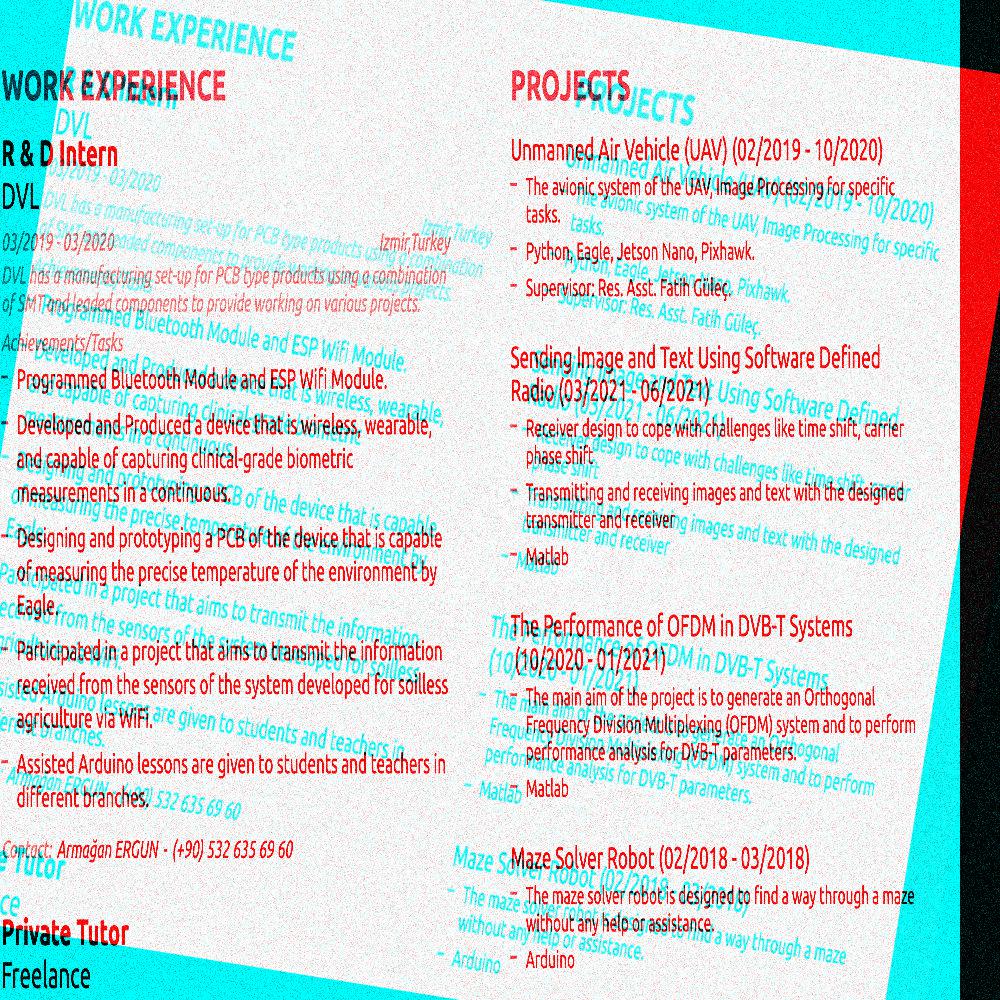 WORK EXPERIENCE
R & D Intern
DVL
03/2019 - 03/2020 Izmir,Turkey
DVL has a manufacturing set-up for PCB type products using a combination
of SMT and leaded components to provide working on various projects.
Achievements/Tasks
– Programmed Bluetooth Module and ESP Wifi Module.
– Developed and Produced a device that is wireless, wearable,
and capable of capturing clinical-grade biometric
measurements in a continuous.
– Designing and prototyping a PCB of the device that is capable
of measuring the precise temperature of the environment by
Eagle.
– Participated in a project that aims to transmit the information
received from the sensors of the system developed for soilless
agriculture via WiFi.
– Assisted Arduino lessons are given to students and teachers in
different branches.
Contact: Armağan ERGUN - (+90) 532 635 69 60
Private Tutor
Freelance
PROJECTS
Unmanned Air Vehicle (UAV) (02/2019 - 10/2020)
– The avionic system of the UAV, Image Processing for specific
tasks.
– Python, Eagle, Jetson Nano, Pixhawk.
– Supervisor: Res. Asst. Fatih Güleç.
Sending Image and Text Using Software Defined
Radio (03/2021 - 06/2021)
– Receiver design to cope with challenges like time shift, carrier
phase shift
– Transmitting and receiving images and text with the designed
transmitter and receiver
– Matlab
The Performance of OFDM in DVB-T Systems
(10/2020 - 01/2021)
– The main aim of the project is to generate an Orthogonal
Frequency Division Multiplexing (OFDM) system and to perform
performance analysis for DVB-T parameters.
– Matlab
Maze Solver Robot (02/2018 - 03/2018)
– The maze solver robot is designed to find a way through a maze
without any help or assistance.
– Arduino